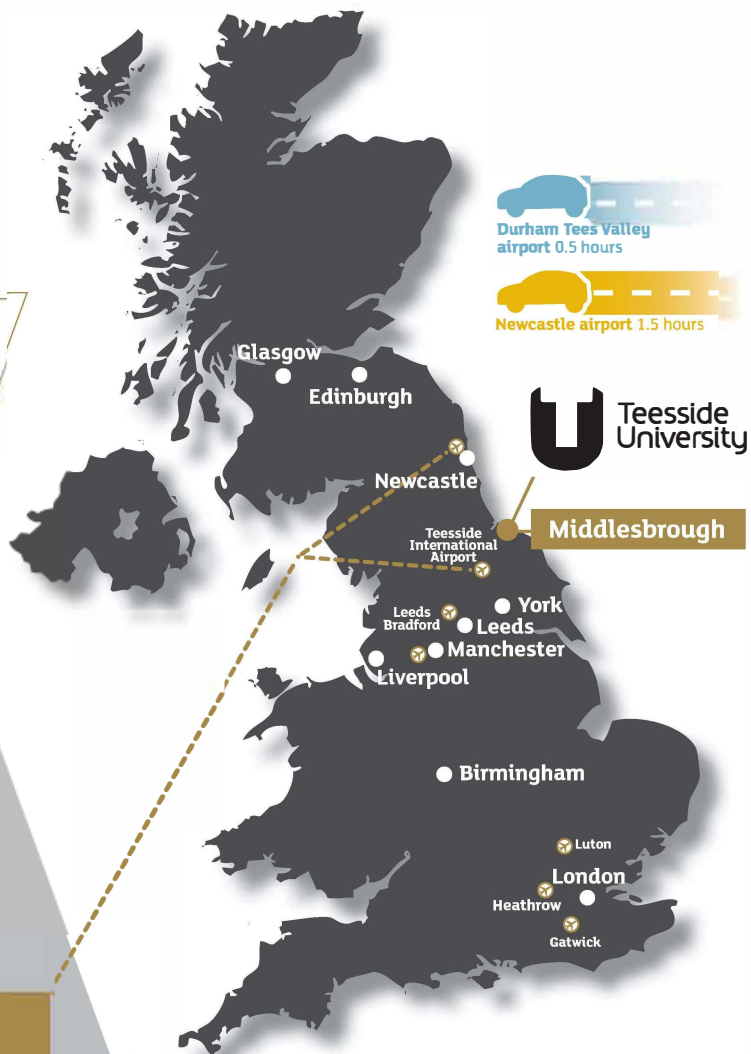 Durham Tees Valley
airport 0.5 hours
Newcastle airport 1.5 hours
Glasgow
Edinburgh
Teesside
University
Newcastle
Middlesbrough
Teesside
International
Airport
York
Leeds
Bradford
Leeds
Manchester
Liverpool
Birmingham
Luton
London
Heathrow
Gatwick